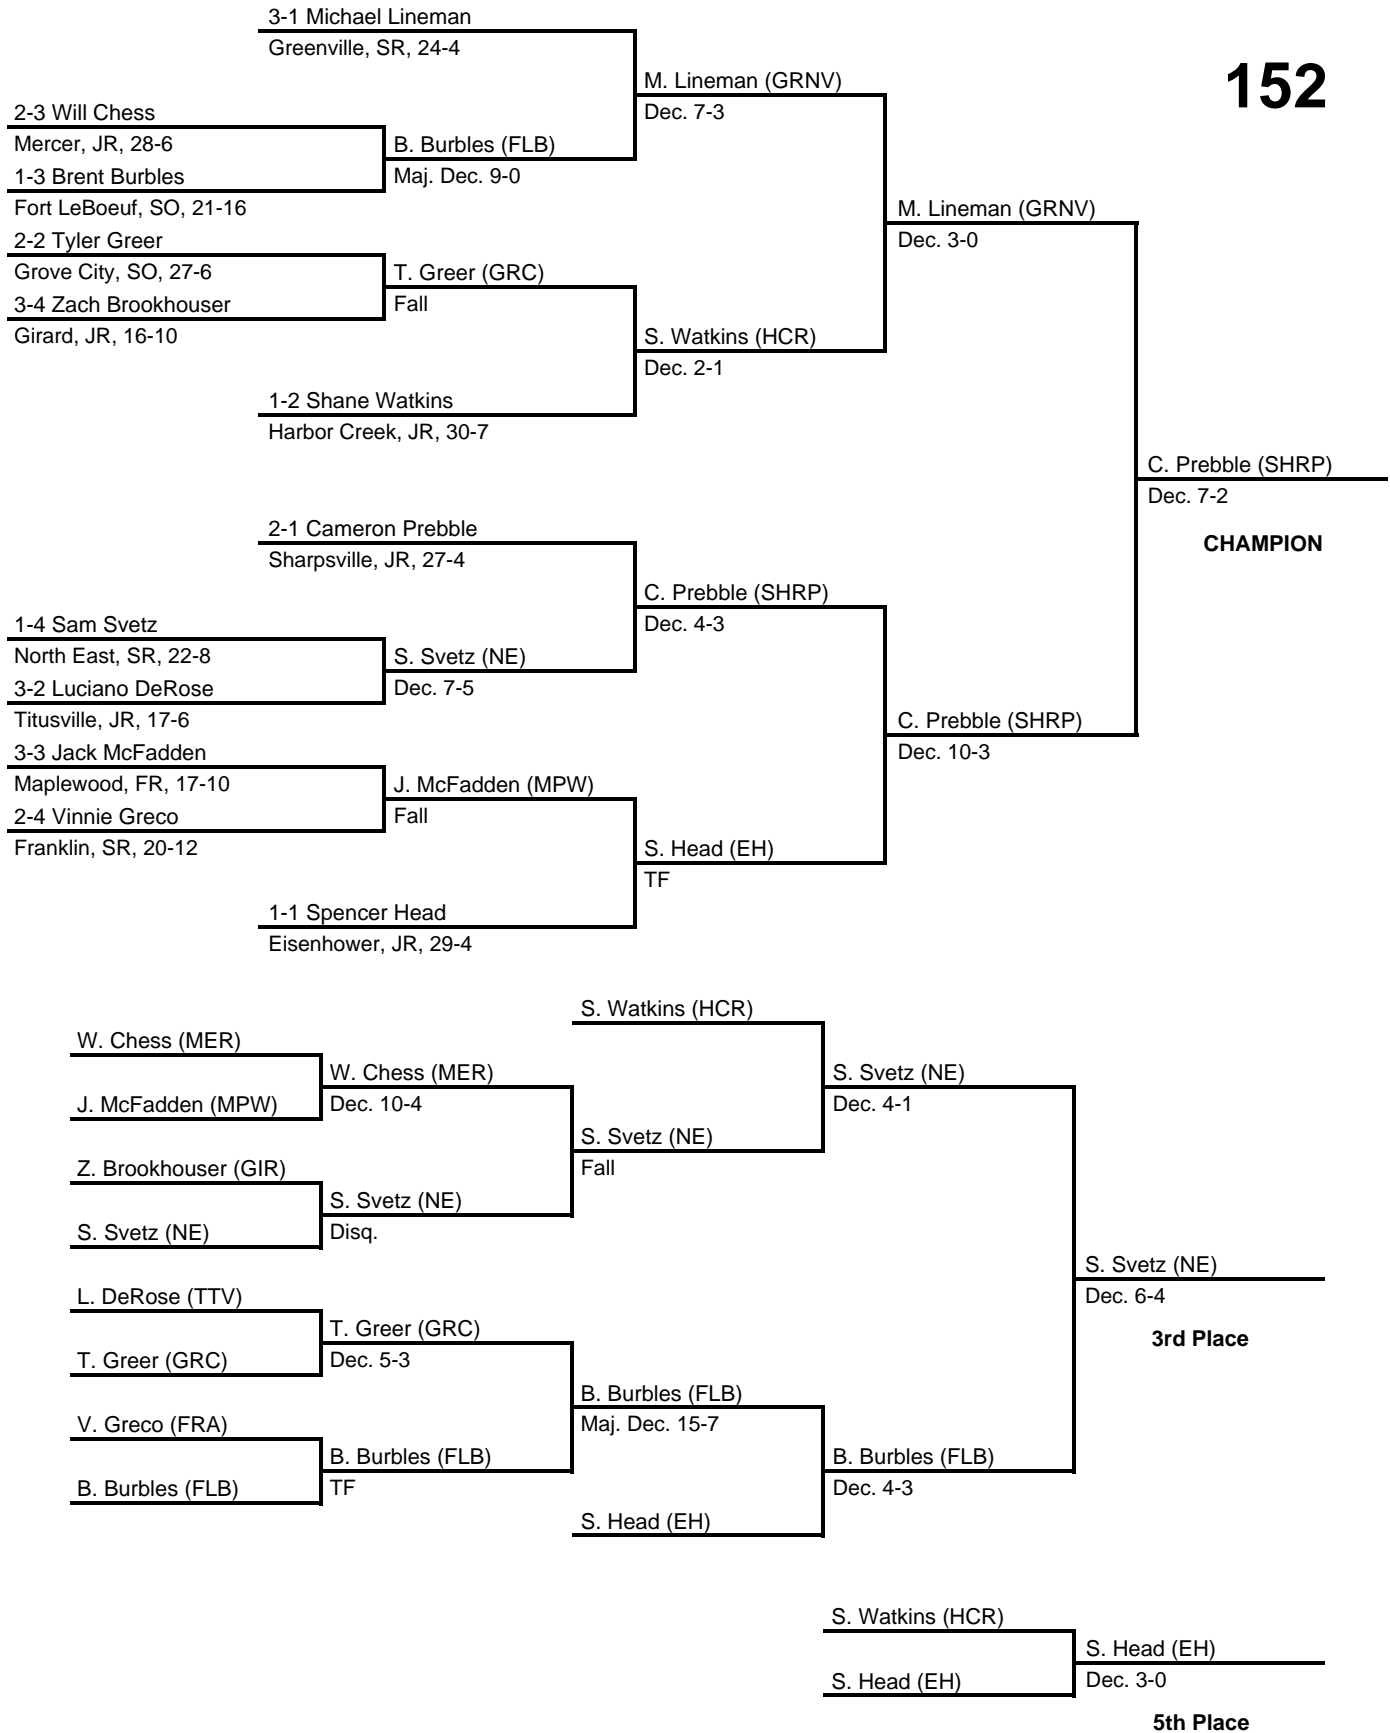 3-1 Michael Lineman
Greenville, SR, 24-4
152
M. Lineman (GRNV)
Dec. 7-3
2-3 Will Chess
Mercer, JR, 28-6
B. Burbles (FLB)
1-3 Brent Burbles
Maj. Dec. 9-0
Fort LeBoeuf, SO, 21-16
M. Lineman (GRNV)
2-2 Tyler Greer
Dec. 3-0
Grove City, SO, 27-6
T. Greer (GRC)
3-4 Zach Brookhouser
Fall
Girard, JR, 16-10
S. Watkins (HCR)
Dec. 2-1
1-2 Shane Watkins
Harbor Creek, JR, 30-7
C. Prebble (SHRP)
Dec. 7-2
2-1 Cameron Prebble
CHAMPION
Sharpsville, JR, 27-4
C. Prebble (SHRP)
1-4 Sam Svetz
Dec. 4-3
North East, SR, 22-8
S. Svetz (NE)
3-2 Luciano DeRose
Dec. 7-5
Titusville, JR, 17-6
C. Prebble (SHRP)
3-3 Jack McFadden
Dec. 10-3
Maplewood, FR, 17-10
J. McFadden (MPW)
2-4 Vinnie Greco
Fall
Franklin, SR, 20-12
S. Head (EH)
TF
1-1 Spencer Head
Eisenhower, JR, 29-4
S. Watkins (HCR)
W. Chess (MER)
W. Chess (MER)
S. Svetz (NE)
J. McFadden (MPW)
Dec. 10-4
Dec. 4-1
S. Svetz (NE)
Z. Brookhouser (GIR)
Fall
S. Svetz (NE)
S. Svetz (NE)
Disq.
S. Svetz (NE)
L. DeRose (TTV)
Dec. 6-4
T. Greer (GRC)
3rd Place
T. Greer (GRC)
Dec. 5-3
B. Burbles (FLB)
V. Greco (FRA)
Maj. Dec. 15-7
B. Burbles (FLB)
B. Burbles (FLB)
B. Burbles (FLB)
TF
Dec. 4-3
S. Head (EH)
S. Watkins (HCR)
S. Head (EH)
S. Head (EH)
Dec. 3-0
5th Place